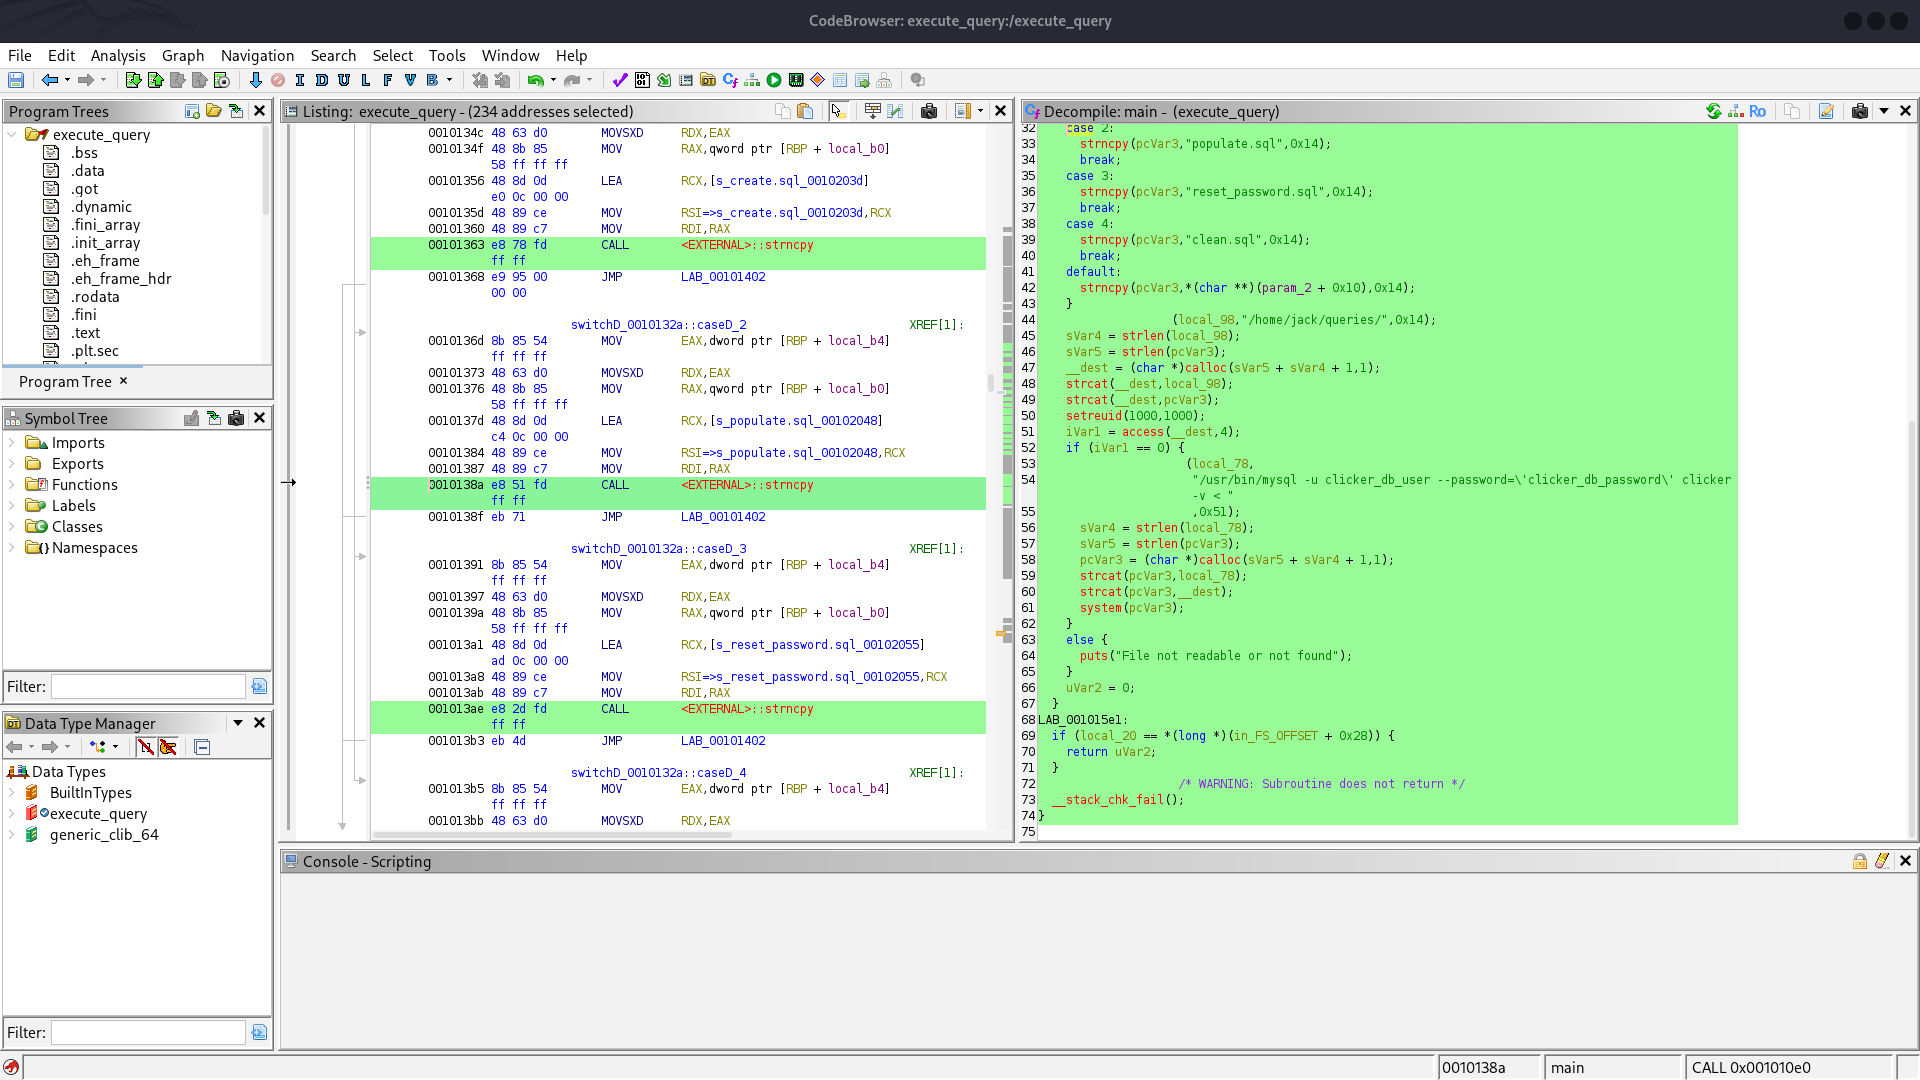 CodeBrowser: execute_query:/execute_query
File Edit Analysis Graph Navigation Search Select Tools Window Help
I D U L F V B
Program Trees
execute_query
.bss
.data
.got
.dynamic
.fini_array
.init_array
.eh_frame
.eh_frame_hdr
.rodata
.fini
.text
.plt.sec
Program Tree ×
Symbol Tree
Imports
Exports
Functions
Labels
Classes
Namespaces
Filter:
Data Type Manager
Data Types
BuiltInTypes
execute_query
generic_clib_64
Filter:
Listing: execute_query - (234 addresses selected)
0010134c 48 63 d0 MOVSXD RDX,EAX
0010134f 48 8b 85 MOV RAX,qword ptr [RBP + local_b0]
58 ff ff ff
00101356 48 8d 0d LEA RCX,[s_create.sql_0010203d]
e0 0c 00 00
0010135d 48 89 ce MOV RSI=>s_create.sql_0010203d,RCX
00101360 48 89 c7 MOV RDI,RAX
00101363 e8 78 fd CALL <EXTERNAL>::strncpy
ff ff
00101368 e9 95 00 JMP LAB_00101402
00 00
switchD_0010132a::caseD_2 XREF[1]:
0010136d 8b 85 54 MOV EAX,dword ptr [RBP + local_b4]
ff ff ff
00101373 48 63 d0 MOVSXD RDX,EAX
00101376 48 8b 85 MOV RAX,qword ptr [RBP + local_b0]
58 ff ff ff
0010137d 48 8d 0d LEA RCX,[s_populate.sql_00102048]
c4 0c 00 00
00101384 48 89 ce MOV RSI=>s_populate.sql_00102048,RCX
00101387 48 89 c7 MOV RDI,RAX
0010138a e8 51 fd CALL <EXTERNAL>::strncpy
ff ff
0010138f eb 71 JMP LAB_00101402
switchD_0010132a::caseD_3 XREF[1]:
00101391 8b 85 54 MOV EAX,dword ptr [RBP + local_b4]
ff ff ff
00101397 48 63 d0 MOVSXD RDX,EAX
0010139a 48 8b 85 MOV RAX,qword ptr [RBP + local_b0]
58 ff ff ff
001013a1 48 8d 0d LEA RCX,[s_reset_password.sql_00102055]
ad 0c 00 00
001013a8 48 89 ce MOV RSI=>s_reset_password.sql_00102055,RCX
001013ab 48 89 c7 MOV RDI,RAX
001013ae e8 2d fd CALL <EXTERNAL>::strncpy
ff ff
001013b3 eb 4d JMP LAB_00101402
switchD_0010132a::caseD_4 XREF[1]:
001013b5 8b 85 54 MOV EAX,dword ptr [RBP + local_b4]
ff ff ff
001013bb 48 63 d0 MOVSXD RDX,EAX
Decompile: main - (execute_query)
Ro
32 case 2:
33 strncpy(pcVar3,"populate.sql",0x14);
34 break;
35 case 3:
36 strncpy(pcVar3,"reset_password.sql",0x14);
37 break;
38 case 4:
39 strncpy(pcVar3,"clean.sql",0x14);
40 break;
41 default:
42 strncpy(pcVar3,*(char **)(param_2 + 0x10),0x14);
43 }
44 (local_98,"/home/jack/queries/",0x14);
45 sVar4 = strlen(local_98);
46 sVar5 = strlen(pcVar3);
47 __dest = (char *)calloc(sVar5 + sVar4 + 1,1);
48 strcat(__dest,local_98);
49 strcat(__dest,pcVar3);
50 setreuid(1000,1000);
51 iVar1 = access(__dest,4);
52 if (iVar1 == 0) {
53 (local_78,
54 "/usr/bin/mysql -u clicker_db_user --password=\'clicker_db_password\' clicker
-v < "
55 ,0x51);
56 sVar4 = strlen(local_78);
57 sVar5 = strlen(pcVar3);
58 pcVar3 = (char *)calloc(sVar5 + sVar4 + 1,1);
59 strcat(pcVar3,local_78);
60 strcat(pcVar3,__dest);
61 system(pcVar3);
62 }
63 else {
64 puts("File not readable or not found");
65 }
66 uVar2 = 0;
67 }
68 LAB_001015e1:
69 if (local_20 == *(long *)(in_FS_OFFSET + 0x28)) {
70 return uVar2;
71 }
72 /* WARNING: Subroutine does not return */
73 __stack_chk_fail();
74 }
75
Console - Scripting
0010138a main CALL 0x001010e0